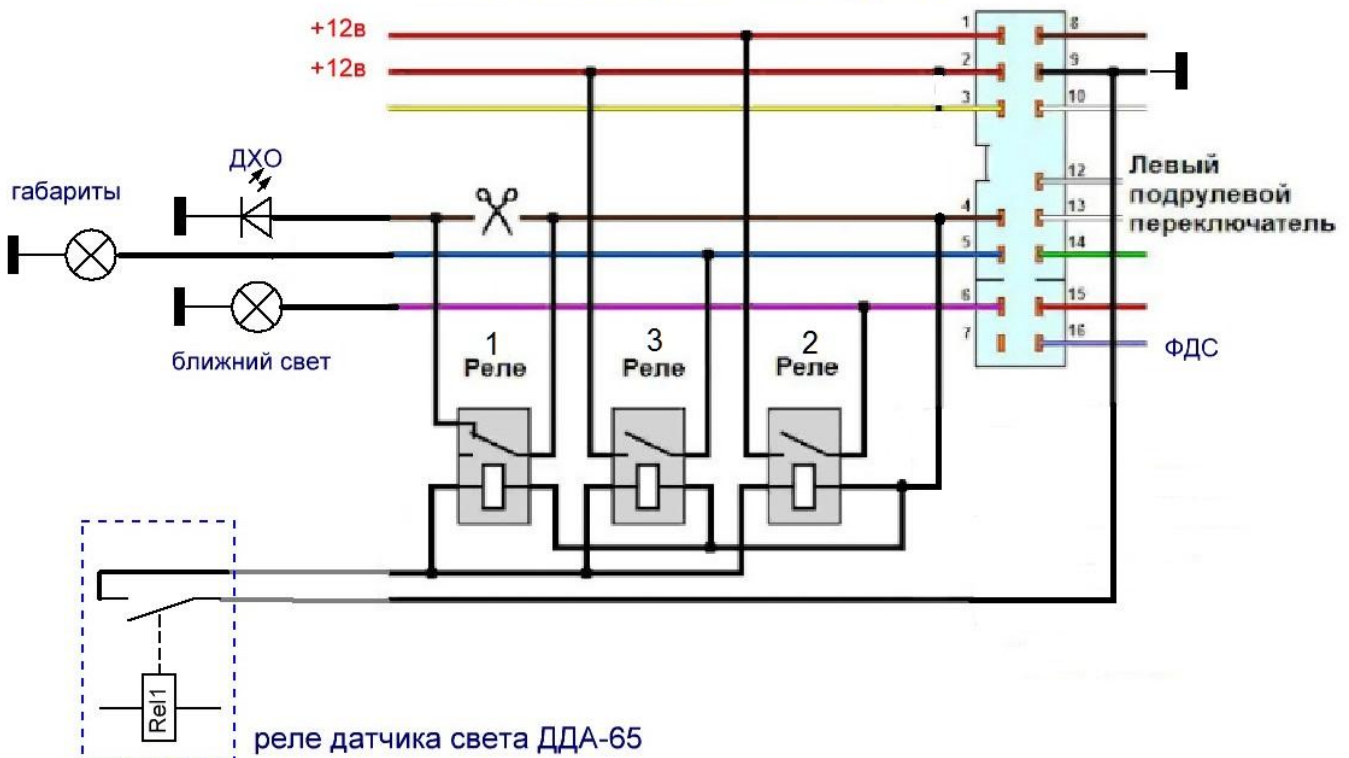 +12в
1
8
+12в
2
9
3
10
ДХО
габариты
12
Левый
подрулевой
переключатель
4
13
5
14
6
15
7
16
ФДС
ближний свет
1
Реле
3
Реле
2
Реле
Rel1
реле датчика света ДДА-65